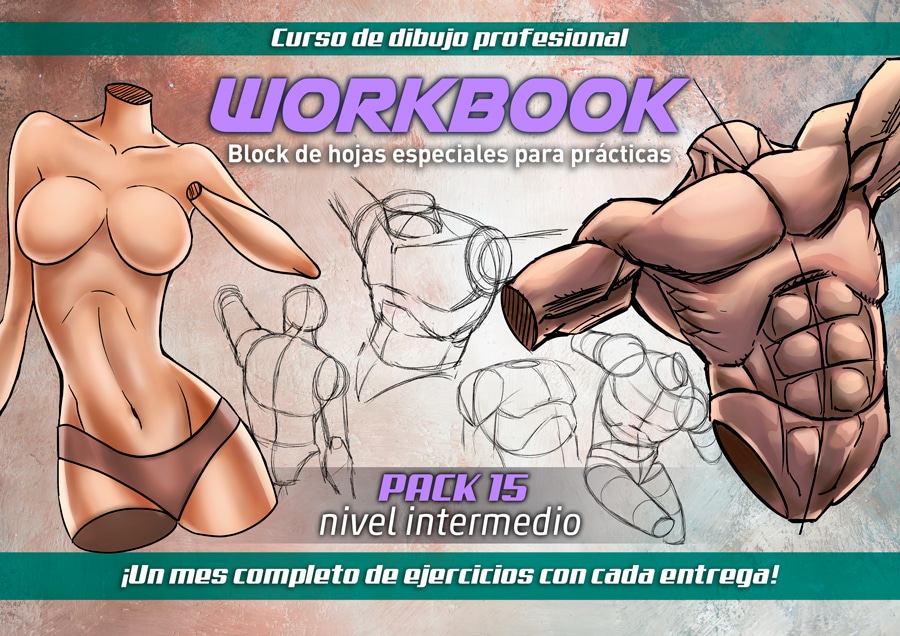 Curso de dibujo profesional
WORKBOOK
Block de hojas especiales para prácticas
PACK 15
nivel intermedio
¡Un mes completo de ejercicios con cada entrega!